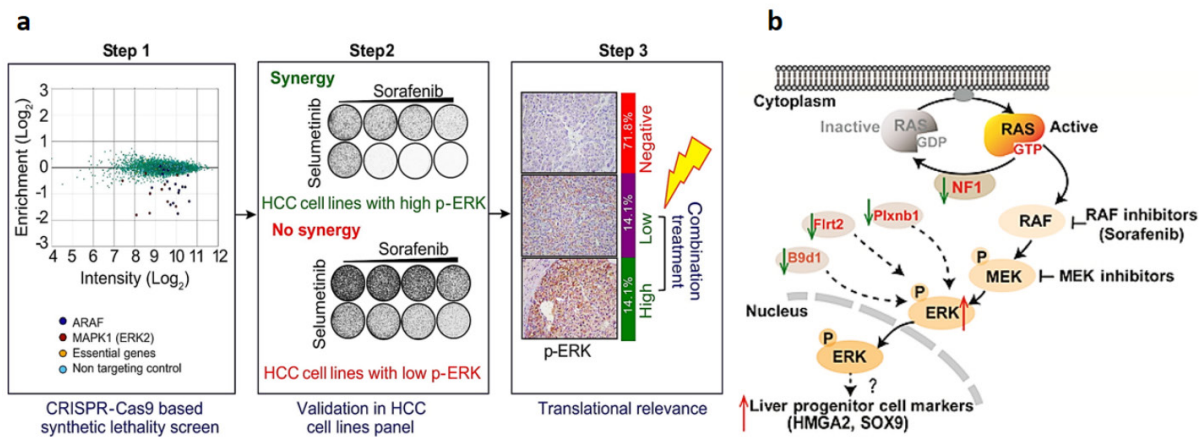 a
Step 1
Enrichment (Log2)
3
2
1
0
-1
-2
-3
4 5 6 7 8 9 10 11 12
Intensity (Log2)
ARAF
MAPK1 (ERK2)
Essential genes
Non targeting control
CRISPR-Cas9 based
synthetic lethality screen
Step2
Synergy
Sorafenib
Selumetinib
HCC cell lines with high p-ERK
No synergy
Sorafenib
Selumetinib
HCC cell lines with low p-ERK
Validation in HCC
cell lines panel
Step 3
71.8%
Negative
14.1%
Low
14.1%
High
Combination
treatment
p-ERK
Translational relevance
b
Cytoplasm
Inactive
RAS
GDP
RAS
GTP
Active
NF1
Flrt2
Plxnb1
B9d1
RAF
RAF inhibitors
(Sorafenib)
P
MEK
MEK inhibitors
P
ERK
Nucleus
P
ERK
?
Liver progenitor cell markers
(HMGA2, SOX9)